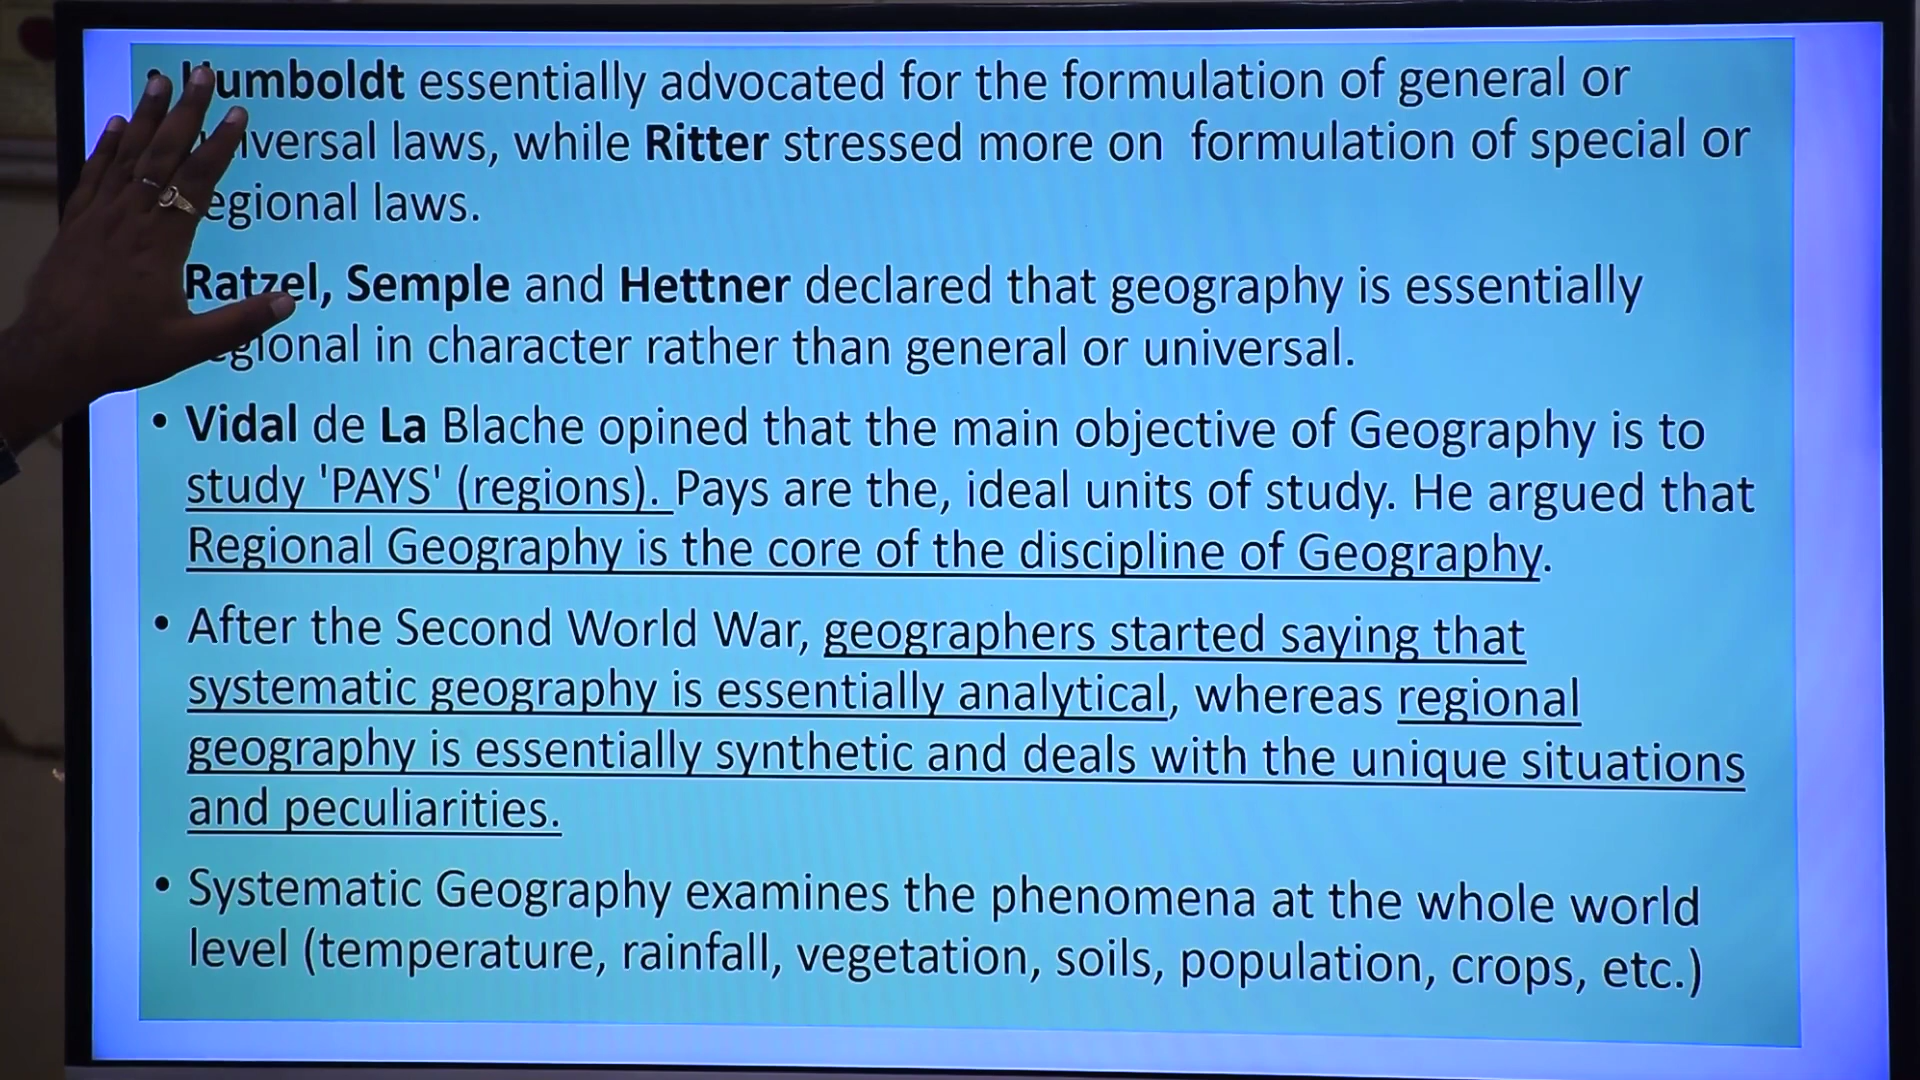 • Humboldt essentially advocated for the formulation of general or
universal laws, while Ritter stressed more on formulation of special or
regional laws.
Ratzel, Semple and Hettner declared that geography is essentially
regional in character rather than general or universal.
• Vidal de La Blache opined that the main objective of Geography is to
study 'PAYS' (regions). Pays are the, ideal units of study. He argued that
Regional Geography is the core of the discipline of Geography.
• After the Second World War, geographers started saying that
systematic geography is essentially analytical, whereas regional
geography is essentially synthetic and deals with the unique situations
and peculiarities.
• Systematic Geography examines the phenomena at the whole world
level (temperature, rainfall, vegetation, soils, population, crops, etc.)